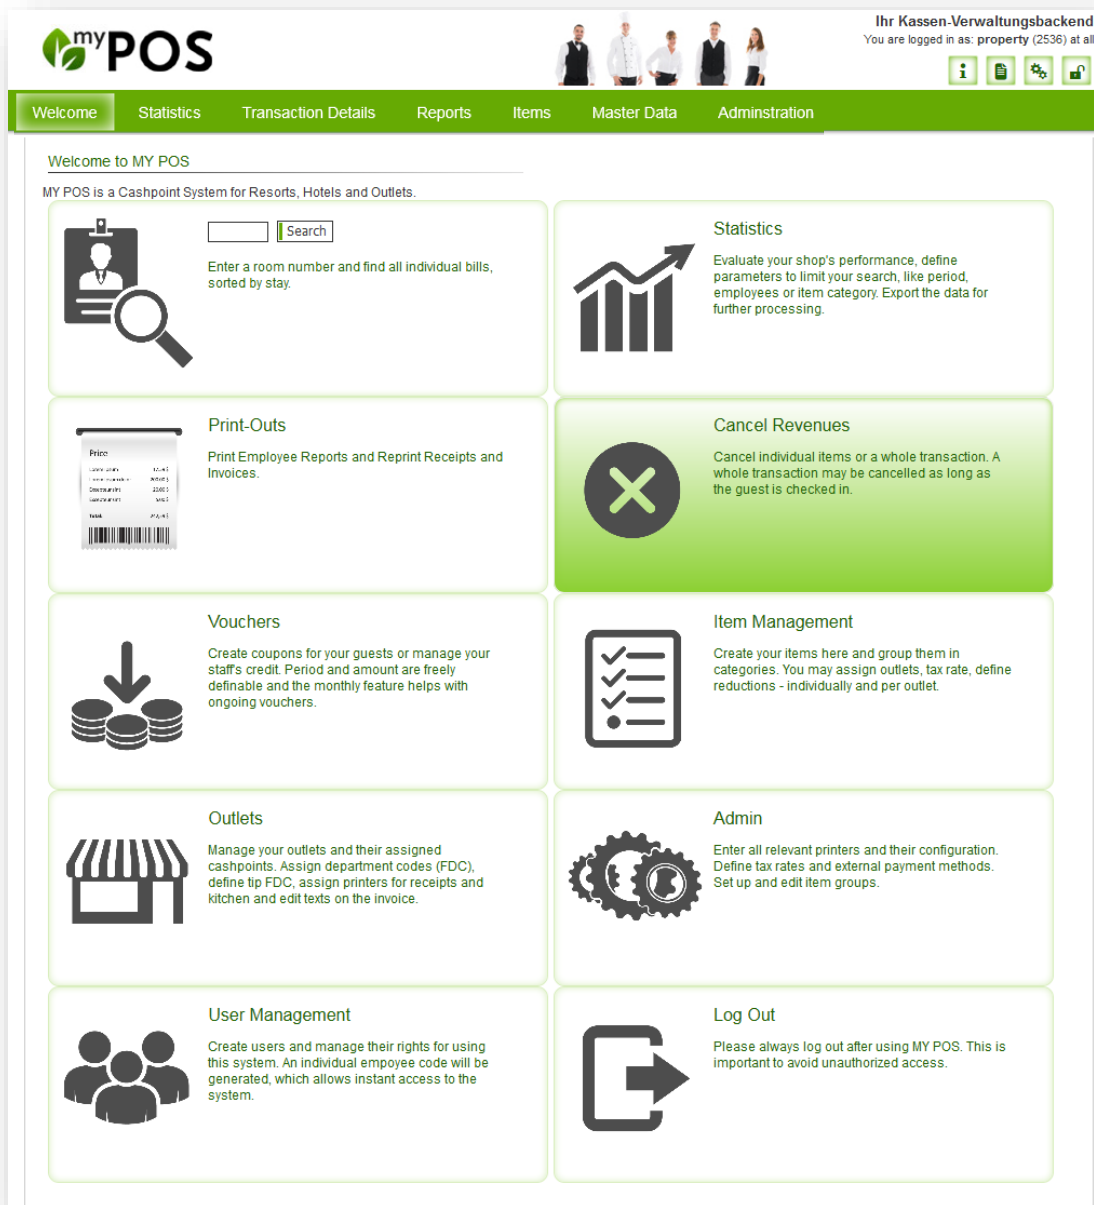 my POS
Ihr Kassen-Verwaltungsbackend
You are logged in as: property (2536) at all
Welcome Statistics Transaction Details Reports Items Master Data Adminstration
Welcome to MY POS
MY POS is a Cashpoint System for Resorts, Hotels and Outlets.
Search
Enter a room number and find all individual bills,
sorted by stay.
Statistics
Evaluate your shop's performance, define
parameters to limit your search, like period,
employees or item category. Export the data for
further processing.
Print-Outs
Print Employee Reports and Reprint Receipts and
Invoices.
Price
Cancel Revenues
Cancel individual items or a whole transaction. A
whole transaction may be cancelled as long as
the guest is checked in.
Vouchers
Create coupons for your guests or manage your
staff's credit. Period and amount are freely
definable and the monthly feature helps with
ongoing vouchers.
Item Management
Create your items here and group them in
categories. You may assign outlets, tax rate, define
reductions - individually and per outlet.
Outlets
Manage your outlets and their assigned
cashpoints. Assign department codes (FDC),
define tip FDC, assign printers for receipts and
kitchen and edit texts on the invoice.
Admin
Enter all relevant printers and their configuration.
Define tax rates and external payment methods.
Set up and edit item groups.
User Management
Create users and manage their rights for using
this system. An individual empoyee code will be
generated, which allows instant access to the
system.
Log Out
Please always log out after using MY POS. This is
important to avoid unauthorized access.